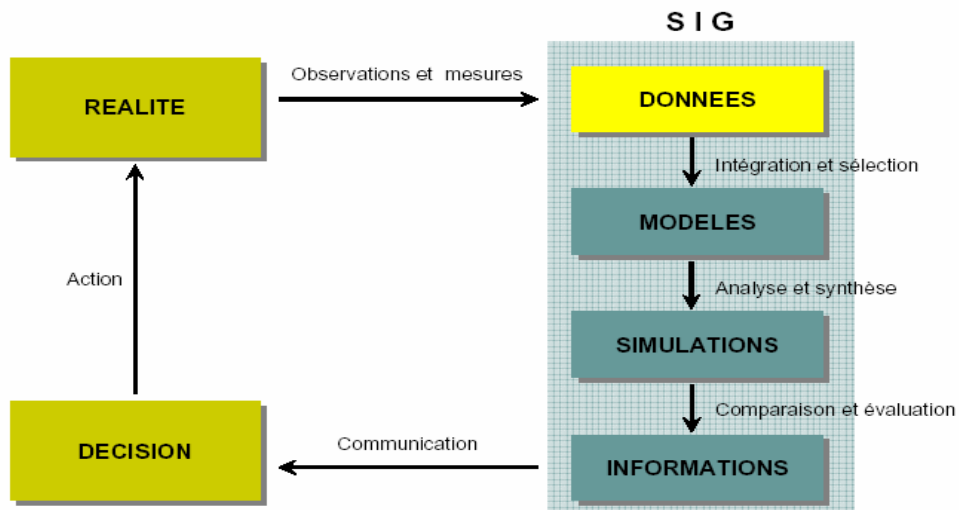 S I G
REALITE
Observations et mesures
DONNEES
Intégration et sélection
MODELES
Action
Analyse et synthèse
SIMULATIONS
Comparaison et évaluation
DECISION
Communication
INFORMATIONS